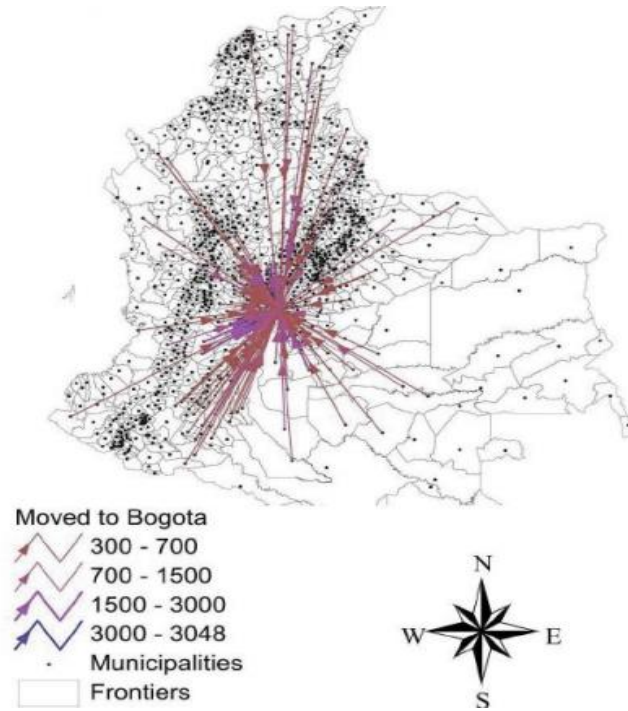 Moved to Bogota
300 - 700
700 - 1500
1500 - 3000
3000 - 3048
Municipalities
Frontiers
N
W E
S